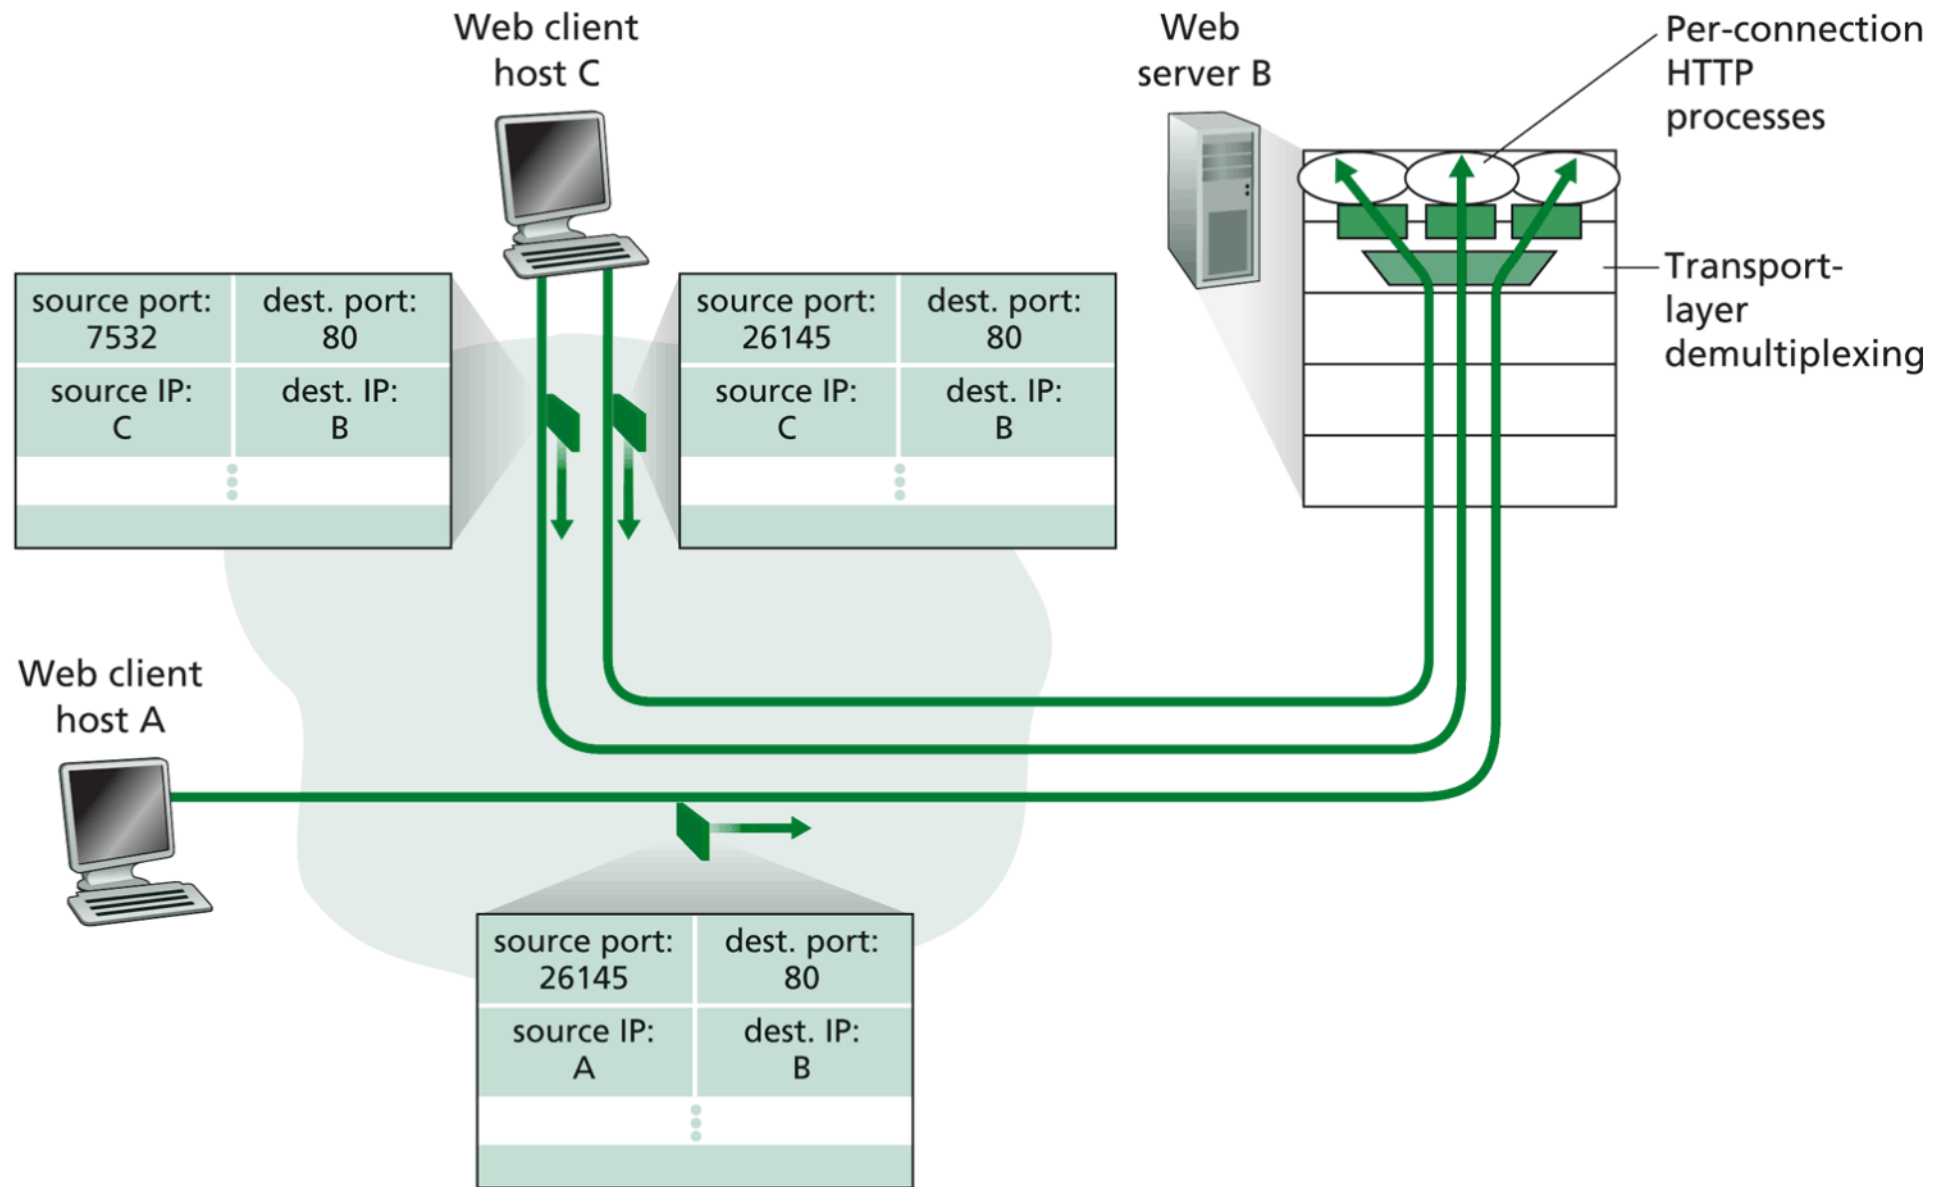 Web client
host C
Web
server B
Per-connection
HTTP
processes
Transport-
layer
demultiplexing
source port:
7532
dest. port:
80
source IP:
C
dest. IP:
B
source port:
26145
dest. port:
80
source IP:
C
dest. IP:
B
Web client
host A
source port:
26145
dest. port:
80
source IP:
A
dest. IP:
B